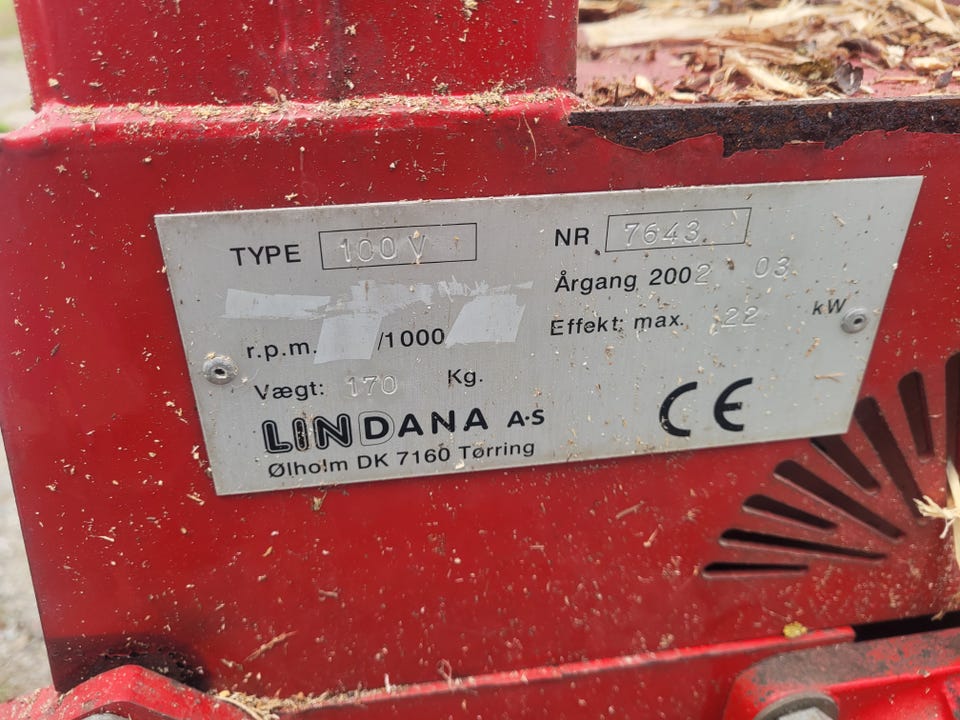 TYPE 100 V NR 7643
Årgang 2002 03
r.p.m. /1000 Effekt: max. 22 kW
Vægt: 170 Kg.
LINDANA A·S CE
Ølholm DK 7160 Tørring